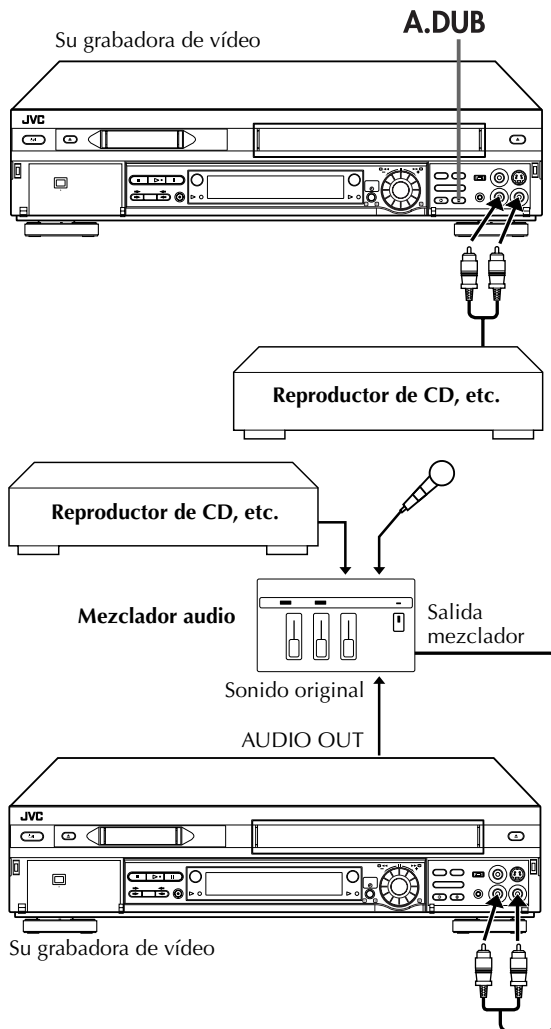 A.DUB
Su grabadora de vídeo
JVC
Reproductor de CD, etc.
Reproductor de CD, etc.
Mezclador audio
Salida
mezclador
Sonido original
AUDIO OUT
JVC
Su grabadora de vídeo